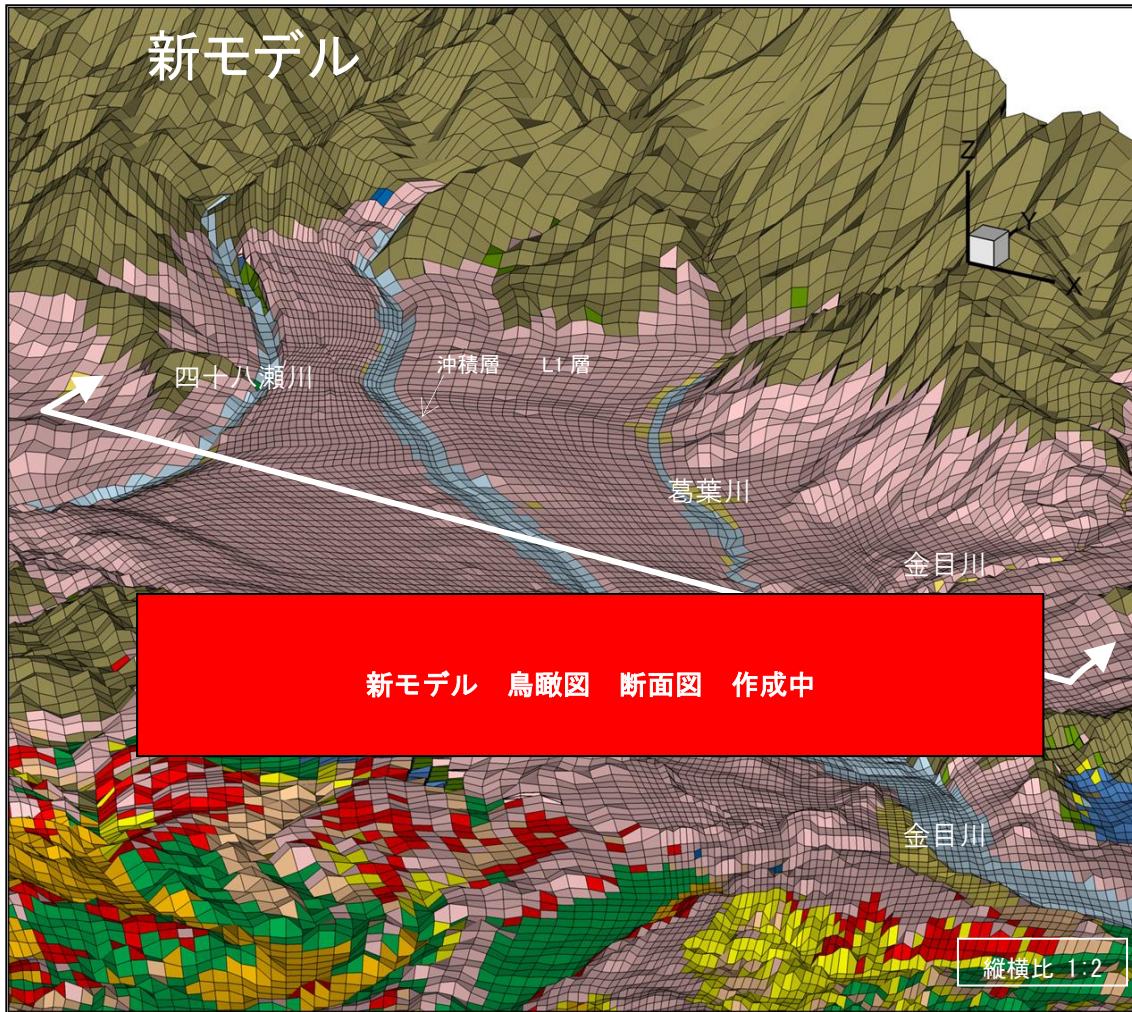 新モデル
Z
Y
X
沖積層 L1 層
四十八瀬川
葛葉川
金目川
新モデル 鳥瞰図 断面図 作成中
金目川
縦横比 1:2